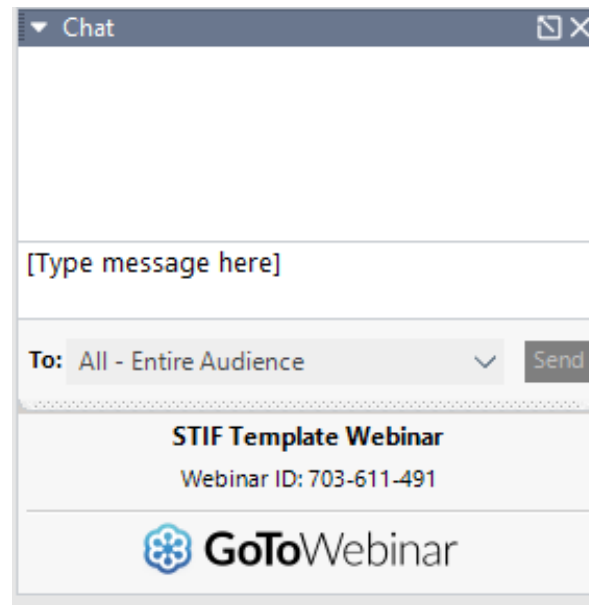 Chat
[Type message here]
To: All - Entire Audience Send
STIF Template Webinar
Webinar ID: 703-611-491
GoToWebinar